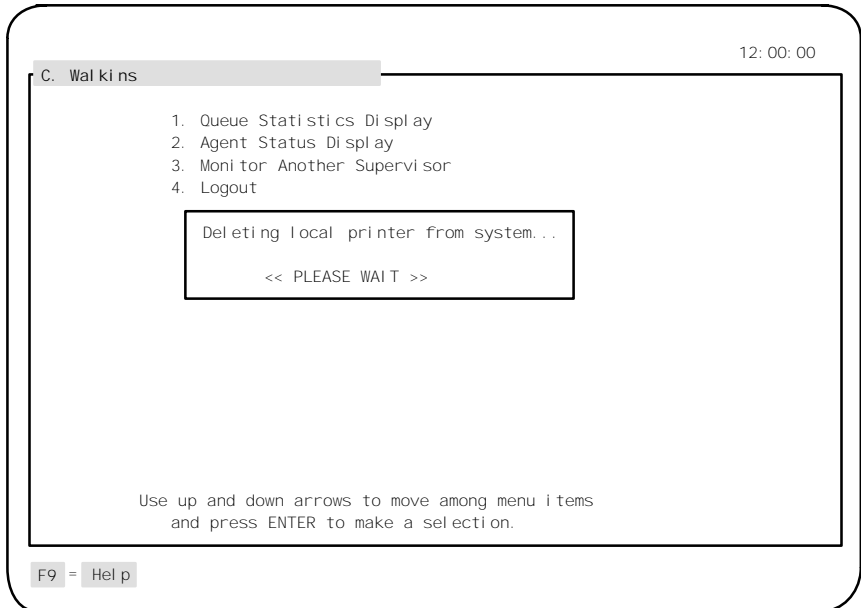 12:00:00
C. Walkins
1. Queue Statistics Display
2. Agent Status Display
3. Monitor Another Supervisor
4. Logout
Deleting local printer from system...
<< PLEASE WAIT >>
Use up and down arrows to move among menu items
and press ENTER to make a selection.
F9 = Help